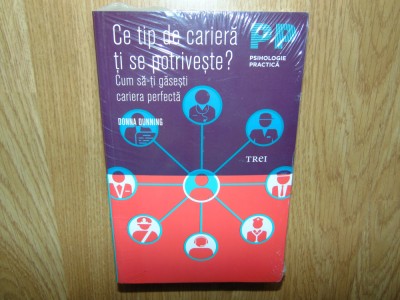 Ce tip de carieră
ți se potrivește?
Cum să-ți găsești
cariera perfectă
DONNA DUNNING
PP
PSIHOLOGIE
PRACTICĂ
TREI